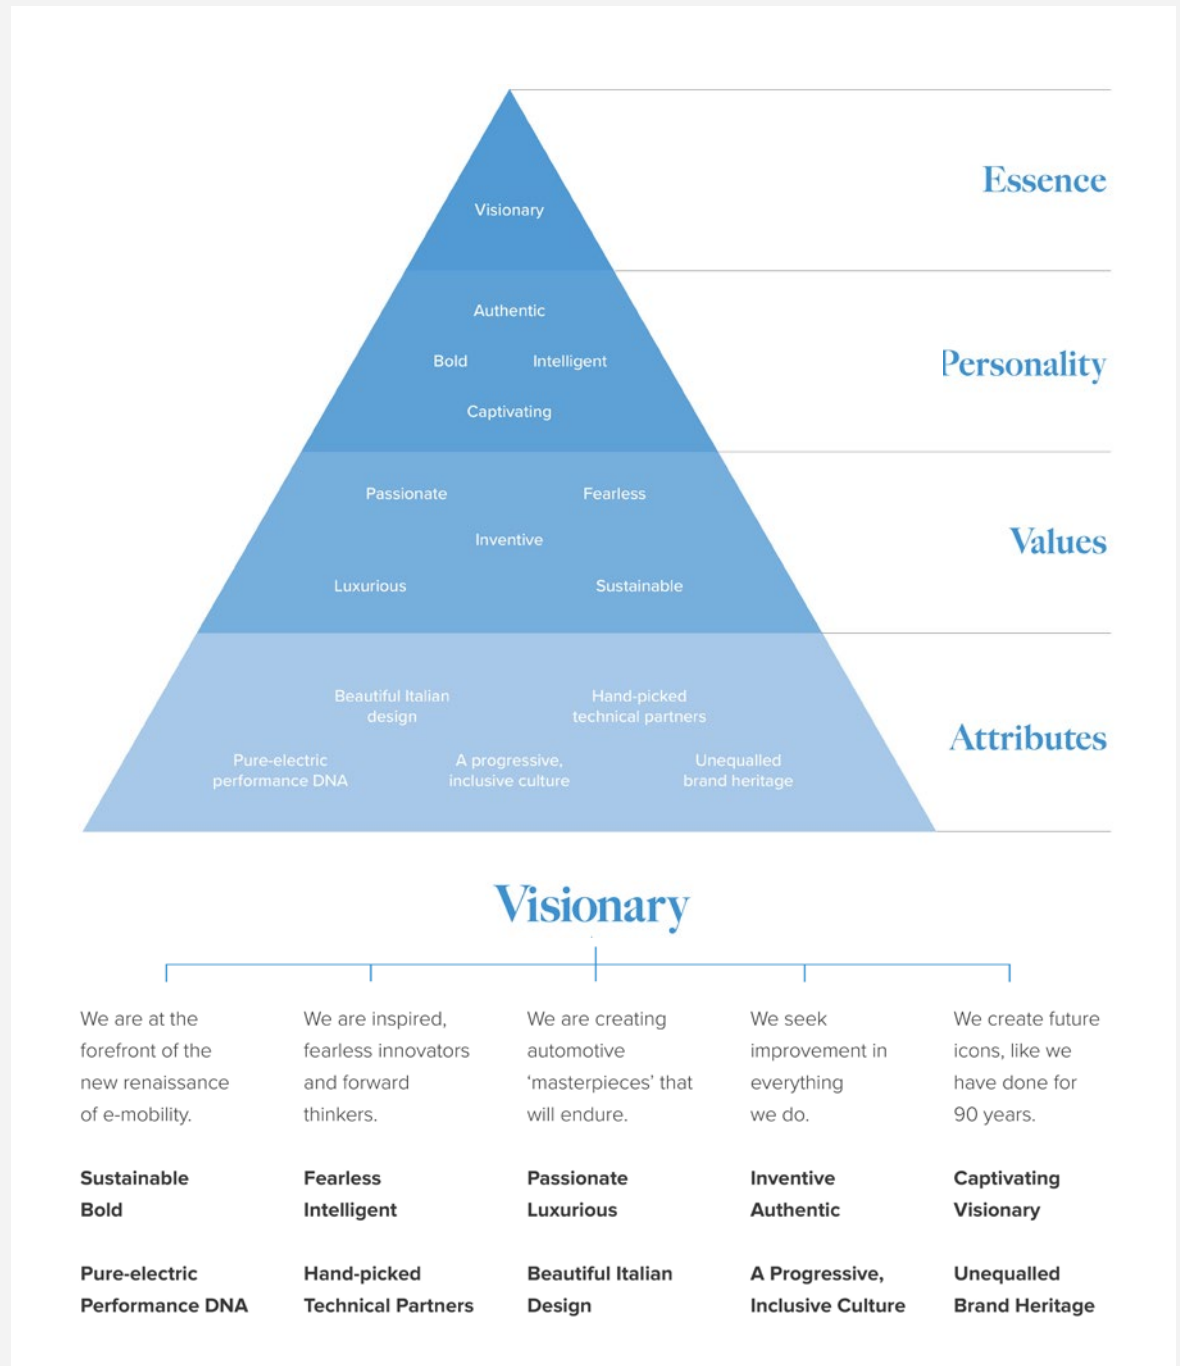 Essence
Visionary
Personality
Authentic
Bold Intelligent
Captivating
Values
Passionate Fearless
Inventive
Luxurious Sustainable
Attributes
Beautiful Italian
design
Hand-picked
technical partners
Pure-electric
performance DNA
A progressive,
inclusive culture
Unequalled
brand heritage
Visionary
We are at the
forefront of the
new renaissance
of e-mobility.
Sustainable
Bold
Pure-electric
Performance DNA
We are inspired,
fearless innovators
and forward
thinkers.
Fearless
Intelligent
Hand-picked
Technical Partners
We are creating
automotive
‘masterpieces’ that
will endure.
Passionate
Luxurious
Beautiful Italian
Design
We seek
improvement in
everything
we do.
Inventive
Authentic
A Progressive,
Inclusive Culture
We create future
icons, like we
have done for
90 years.
Captivating
Visionary
Unequalled
Brand Heritage